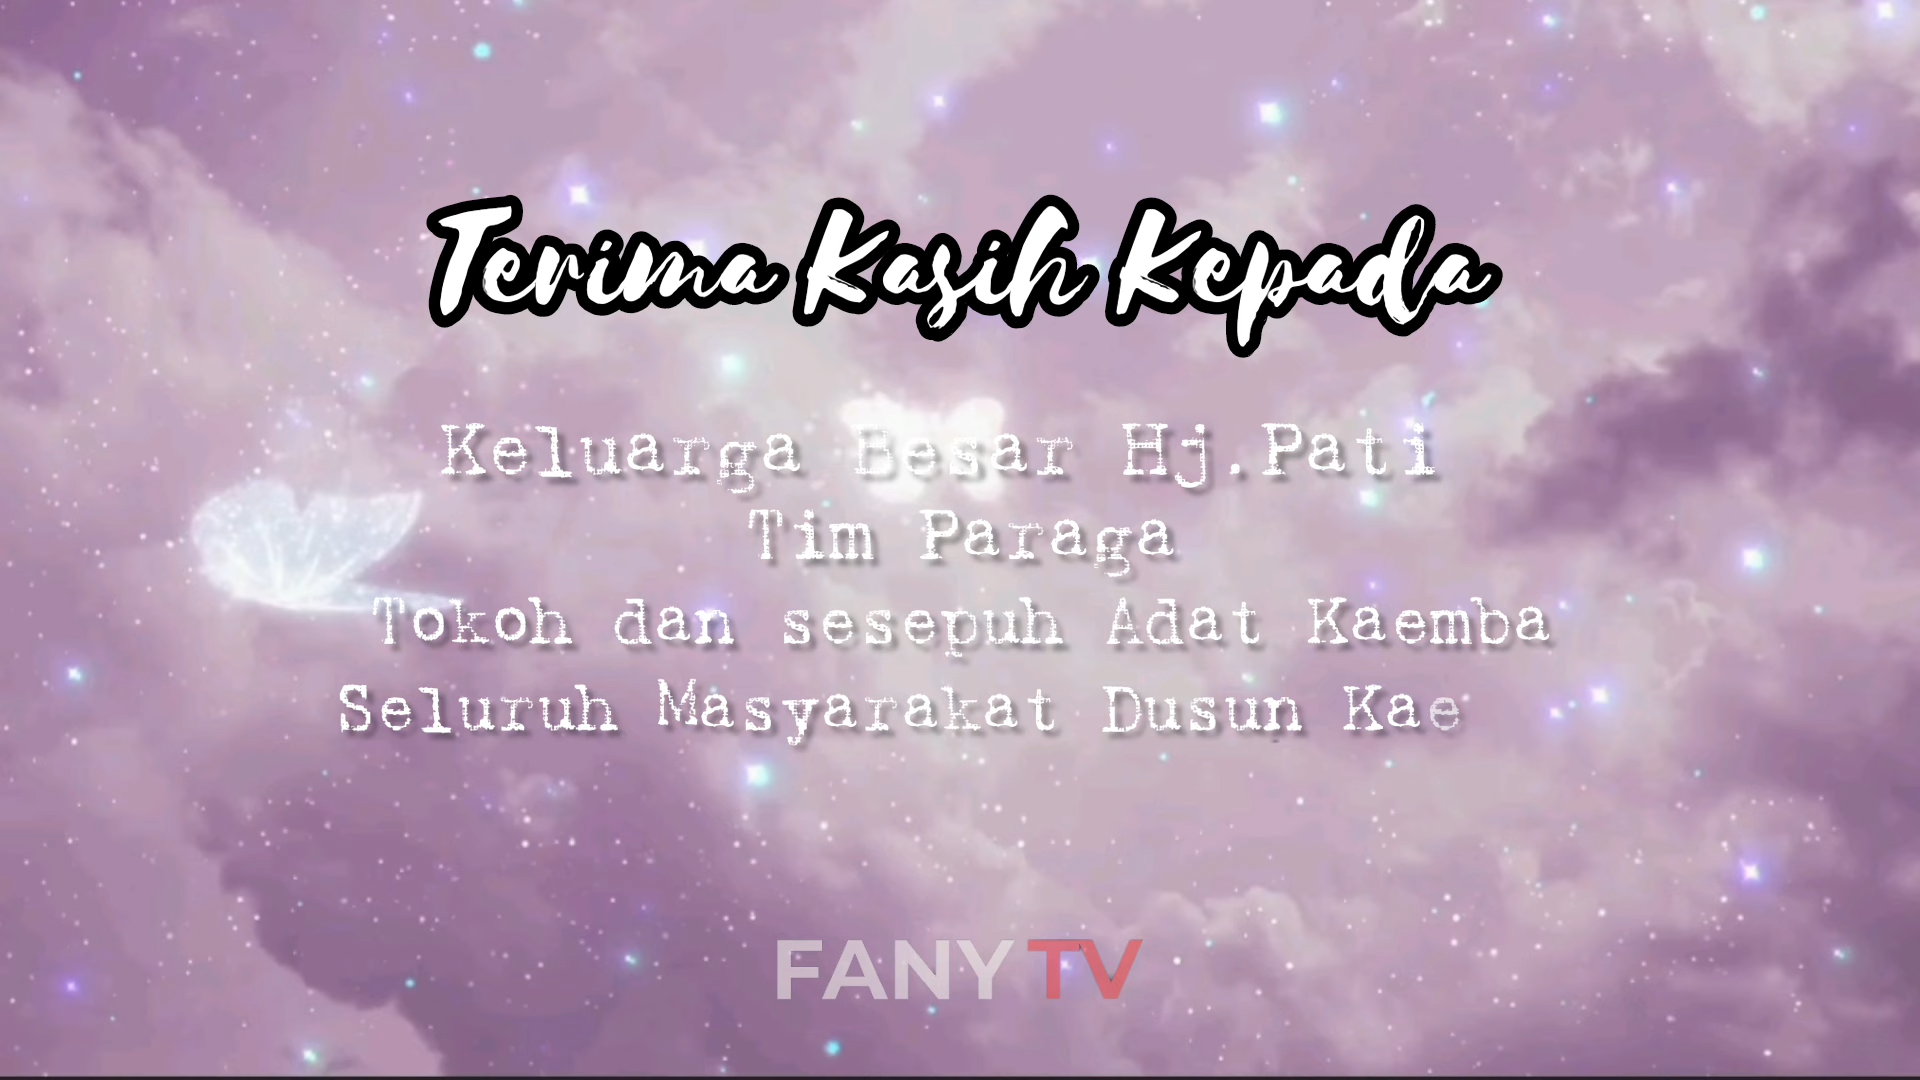 Terima Kasih Kepada
Keluarga Besar Hj.Pati
Tim Paraga
Tokoh dan sesepuh Adat Kaemba
Seluruh Masyarakat Dusun Kae
FANY TV